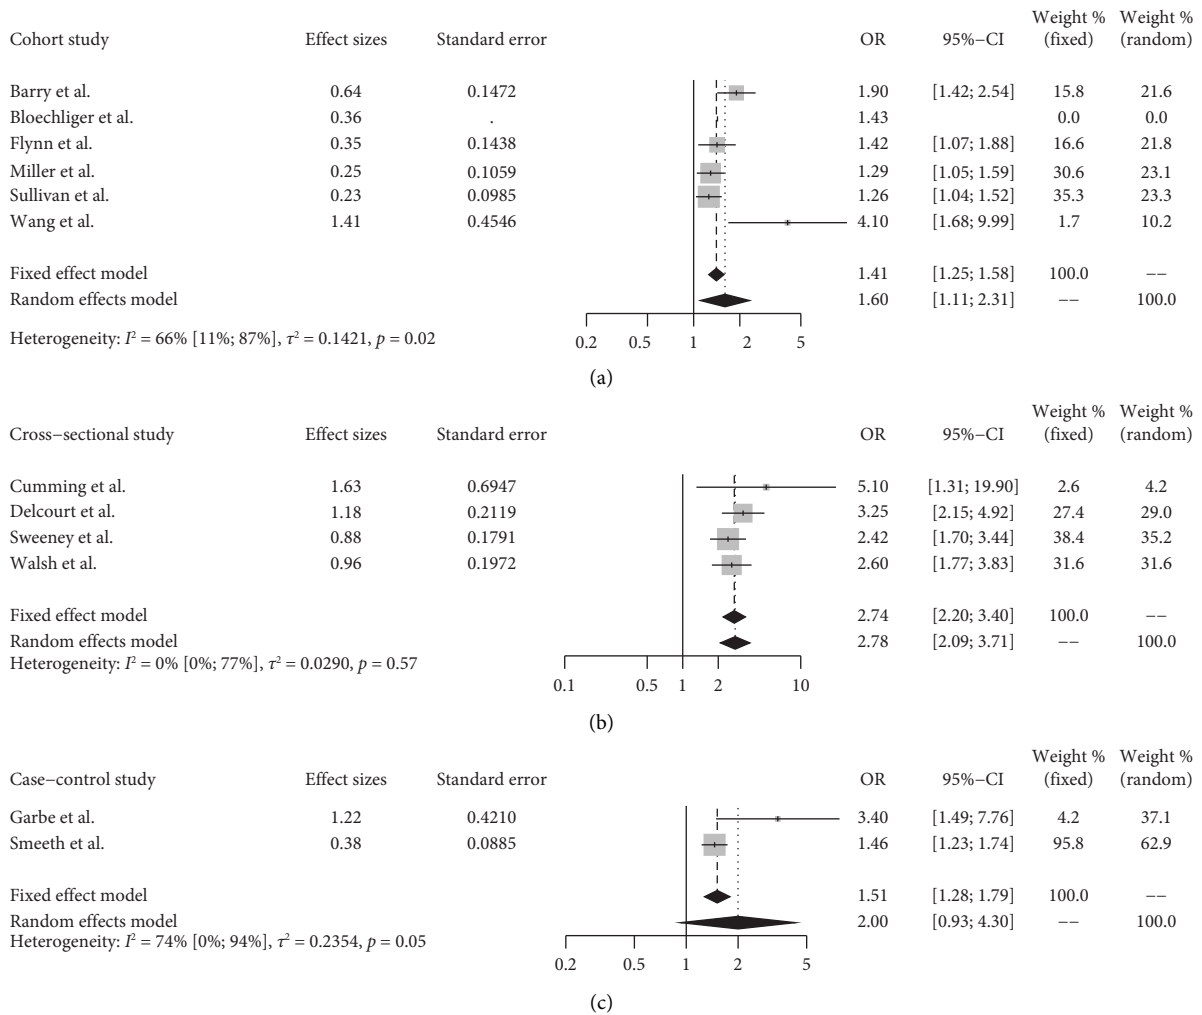 Cohort study Effect sizes Standard error OR 95%−CI Weight % (fixed) Weight % (random)
Barry et al. 0.64 0.1472 1.90 [1.42; 2.54] 15.8 21.6
Bloechliger et al. 0.36 . 1.43 0.0 0.0
Flynn et al. 0.35 0.1438 1.42 [1.07; 1.88] 16.6 21.8
Miller et al. 0.25 0.1059 1.29 [1.05; 1.59] 30.6 23.1
Sullivan et al. 0.23 0.0985 1.26 [1.04; 1.52] 35.3 23.3
Wang et al. 1.41 0.4546 4.10 [1.68; 9.99] 1.7 10.2
Fixed effect model 1.41 [1.25; 1.58] 100.0 −−
Random effects model 1.60 [1.11; 2.31] −− 100.0
Heterogeneity: I² = 66% [11%; 87%], τ² = 0.1421, p = 0.02
0.2 0.5 1 2 5
(a)
Cross−sectional study Effect sizes Standard error OR 95%−CI Weight % (fixed) Weight % (random)
Cumming et al. 1.63 0.6947 5.10 [1.31; 19.90] 2.6 4.2
Delcourt et al. 1.18 0.2119 3.25 [2.15; 4.92] 27.4 29.0
Sweeney et al. 0.88 0.1791 2.42 [1.70; 3.44] 38.4 35.2
Walsh et al. 0.96 0.1972 2.60 [1.77; 3.83] 31.6 31.6
Fixed effect model 2.74 [2.20; 3.40] 100.0 −−
Random effects model 2.78 [2.09; 3.71] −− 100.0
Heterogeneity: I² = 0% [0%; 77%], τ² = 0.0290, p = 0.57
0.1 0.5 1 2 10
(b)
Case−control study Effect sizes Standard error OR 95%−CI Weight % (fixed) Weight % (random)
Garbe et al. 1.22 0.4210 3.40 [1.49; 7.76] 4.2 37.1
Smeeth et al. 0.38 0.0885 1.46 [1.23; 1.74] 95.8 62.9
Fixed effect model 1.51 [1.28; 1.79] 100.0 −−
Random effects model 2.00 [0.93; 4.30] −− 100.0
Heterogeneity: I² = 74% [0%; 94%], τ² = 0.2354, p = 0.05
0.2 0.5 1 2 5
(c)